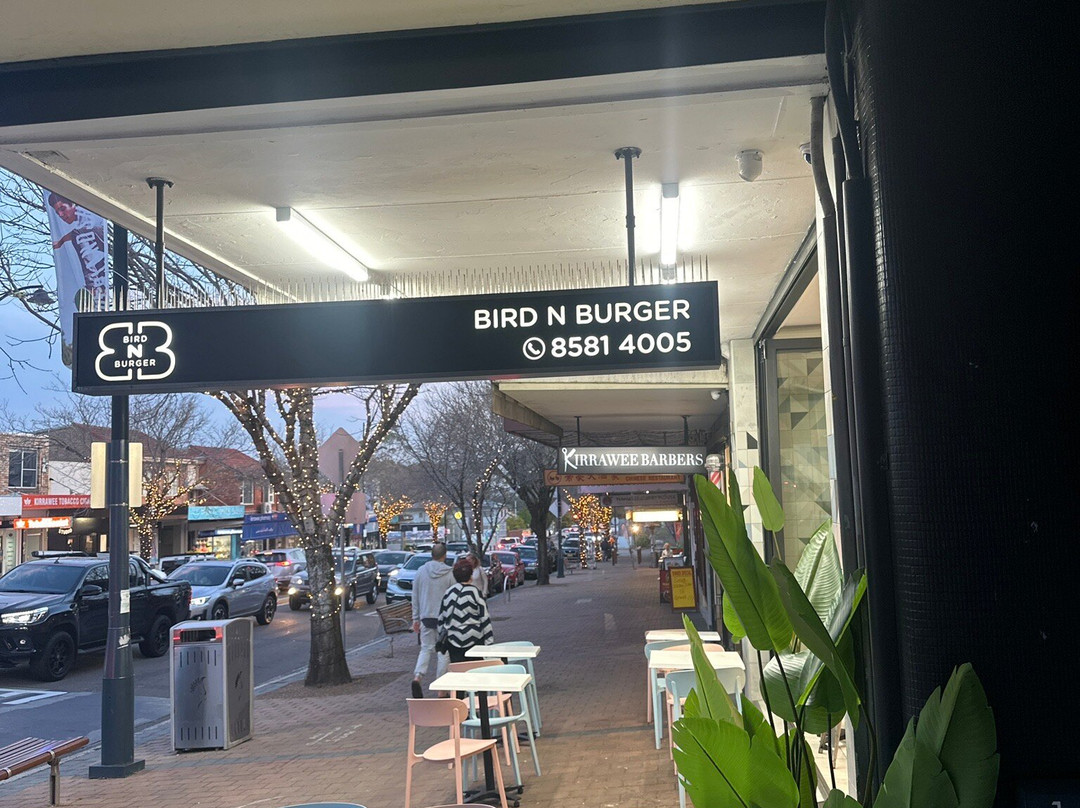 BIRD
N
BURGER
BIRD N BURGER
8581 4005
KIRRAWEE BARBERS
KIRRAWEE TOBACCO